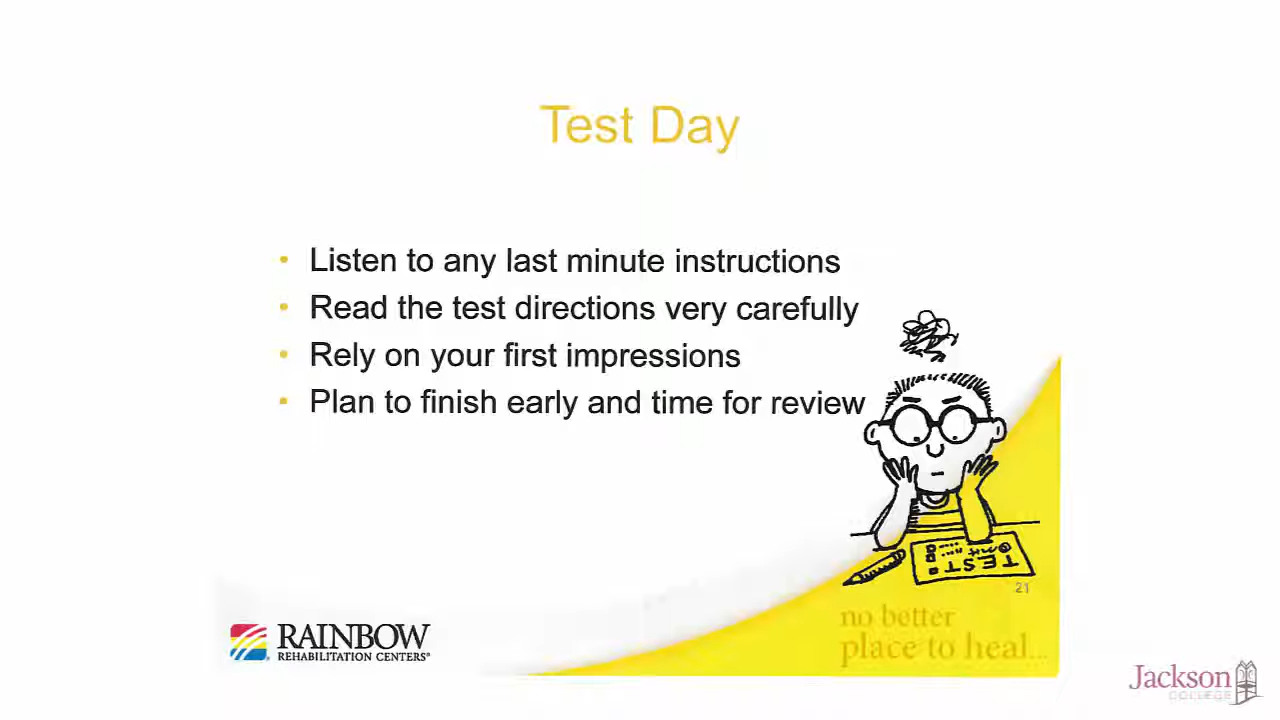 Test Day
• Listen to any last minute instructions
• Read the test directions very carefully
• Rely on your first impressions
• Plan to finish early and time for review
TEST
21
no better
place to heal...
RAINBOW
REHABILITATION CENTERS®
Jackson
COLLEGE